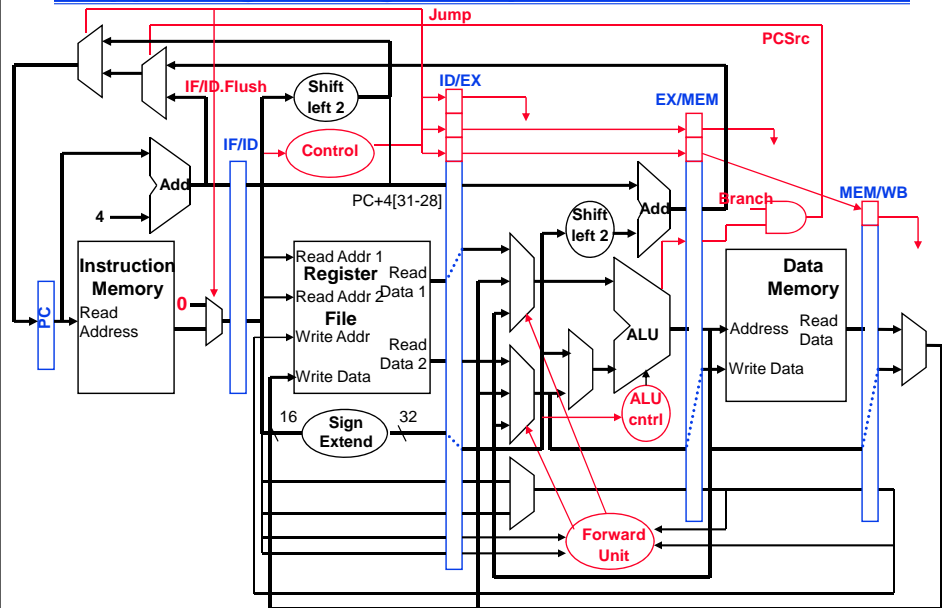 Jump
PCSrc
IF/ID.Flush
Shift
left 2
ID/EX
EX/MEM
IF/ID
Control
Add
4
PC+4[31-28]
Shift
left 2
Add
Branch
MEM/WB
PC
Instruction
Memory
Read
Address
0
Read Addr 1
Register
Read Addr 2
File
Write Addr
Write Data
Read
Data 1
Read
Data 2
16
Sign
Extend
32
ALU
ALU
cntrl
Data
Memory
Address
Read
Data
Write Data
Forward
Unit